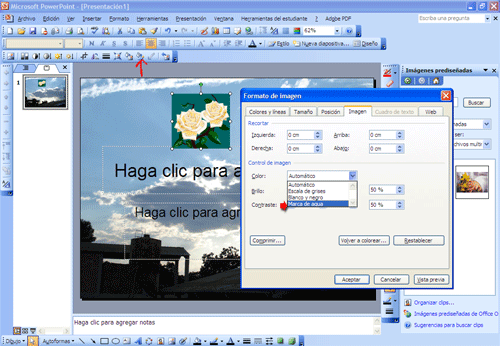 Microsoft PowerPoint - [Presentación1]
Archivo Edición Ver Insertar Formato Herramientas Presentación Ventana Herramientas del estudiante ? Adobe PDF
Escriba una pregunta
62%
N K S
Estilo Nueva diapositiva... Diseño
1
Haga clic para a
Haga clic para agr
Haga clic para agregar notas
Formato de imagen
Colores y líneas Tamaño Posición Imagen Cuadro de texto Web
Recortar
Izquierda: 0 cm Arriba: 0 cm
Derecha: 0 cm Abajo: 0 cm
Control de imagen
Color: Automático
Automático
Escala de grises
Blanco y negro
Marca de agua
Brillo: 50 %
Contraste: 50 %
Comprimir... Volver a colorear... Restablecer
Aceptar Cancelar Vista previa
Imágenes prediseñadas
Buscar
Organizar clips...
Imágenes prediseñadas de Office O
Sugerencias para buscar clips
Dibujo Autoformas